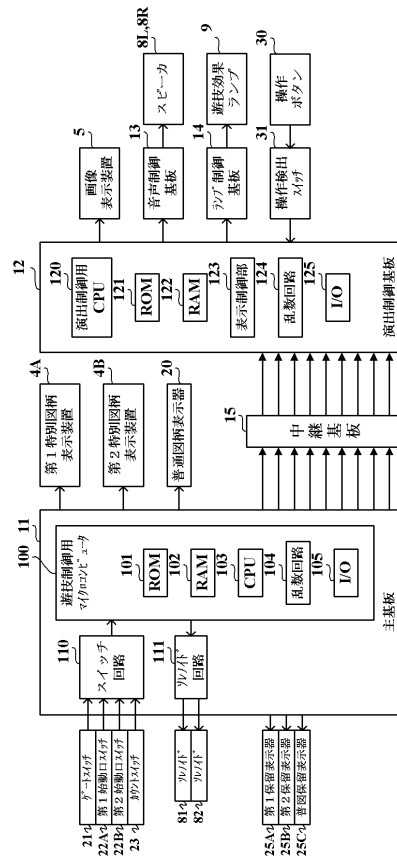 21
ゲートスイッチ
22A
第1始動口スイッチ
22B
第2始動口スイッチ
23
カウントスイッチ
81
ソレノイド
82
ソレノイド
25A
第1保留表示器
25B
第2保留表示器
25C
普図保留表示器
100
11
110
スイッチ
回路
111
ソレノイド
回路
遊技制御用
マイクロコンピュータ
101
ROM
102
RAM
103
CPU
104
乱数回路
105
I/O
主基板
4A
第1特別図柄
表示装置
4B
第2特別図柄
表示装置
20
普通図柄表示器
15
中継基板
12
120
演出制御用
CPU
121
ROM
122
RAM
123
表示制御部
124
乱数回路
125
I/O
演出制御基板
5
画像
表示装置
13
音声制御
基板
8L,8R
スピーカ
14
ランプ制御
基板
9
遊技効果
ランプ
31
操作検出
スイッチ
30
操作
ボタン